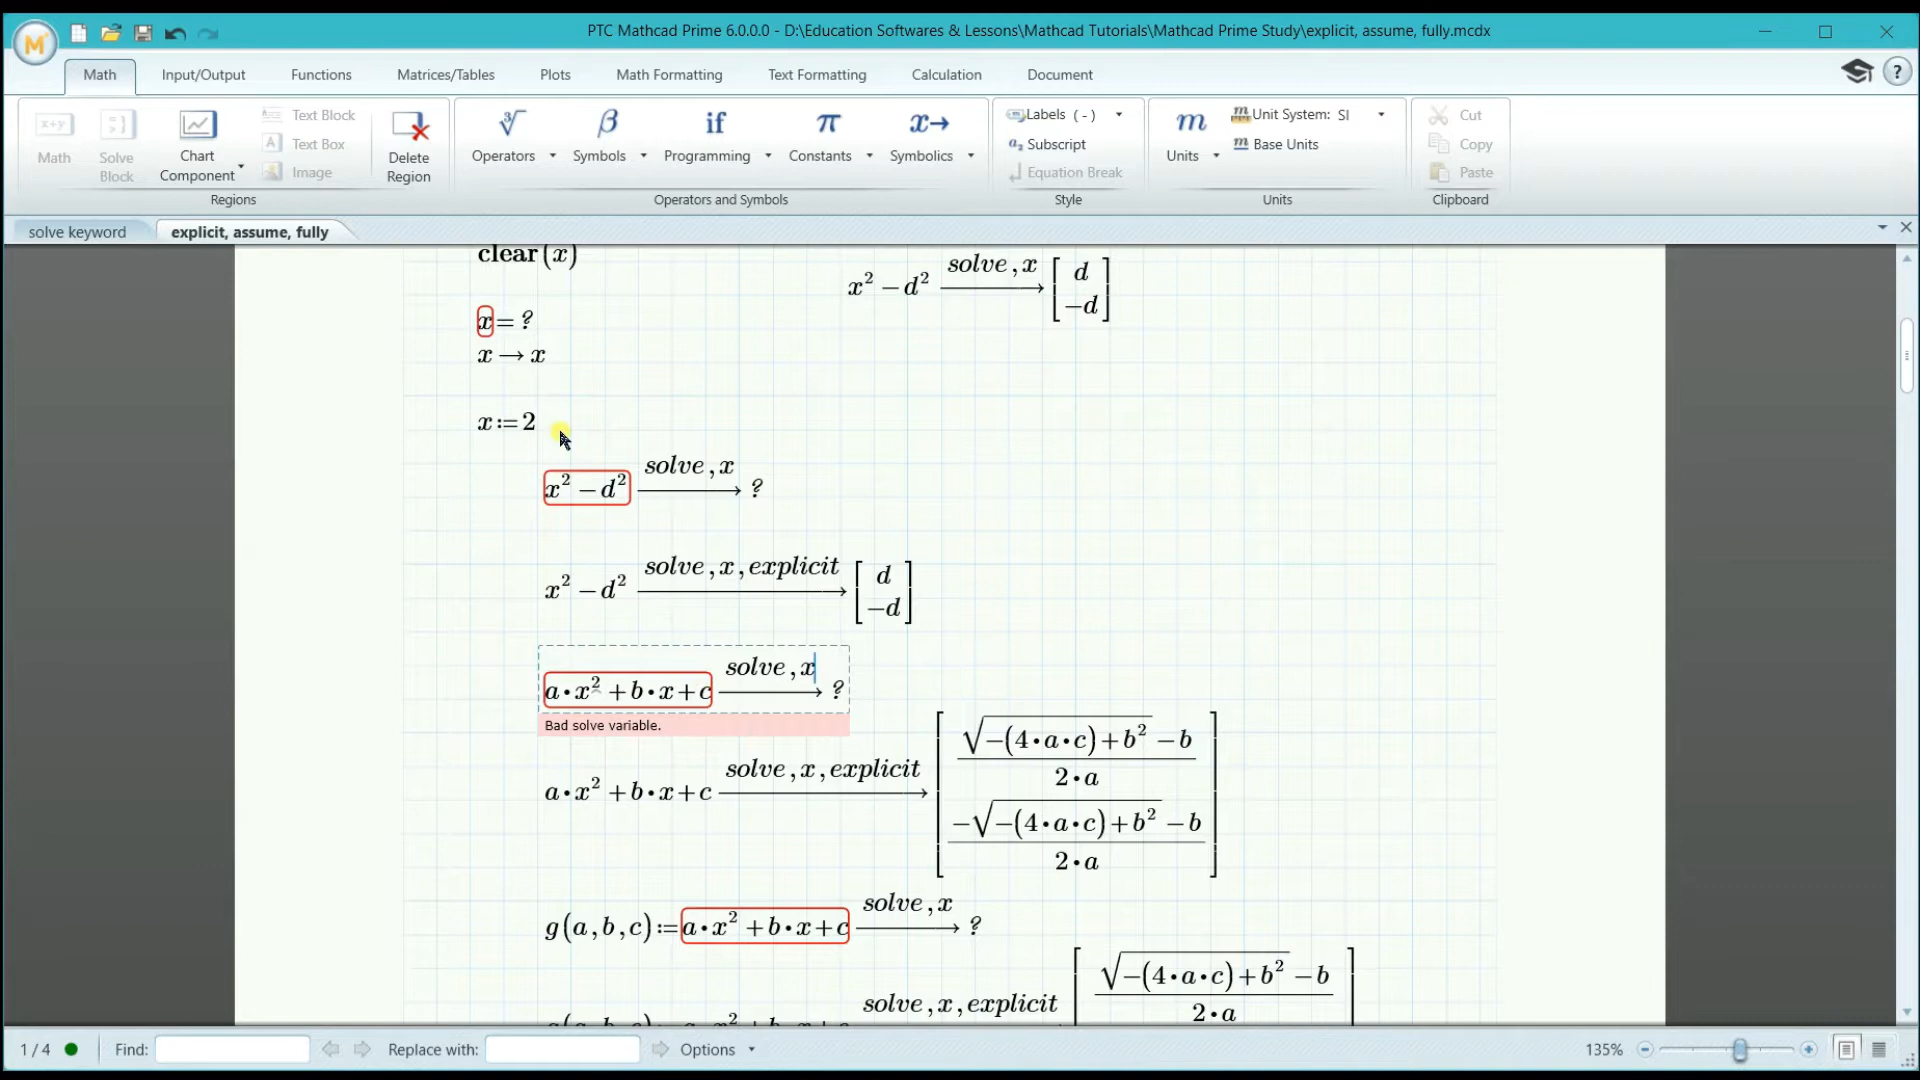 PTC Mathcad Prime 6.0.0.0 - D:\Education Softwares & Lessons\Mathcad Tutorials\Mathcad Prime Study\explicit, assume, fully.mcdx
Math Input/Output Functions Matrices/Tables Plots Math Formatting Text Formatting Calculation Document
Math
Solve Block
Chart Component
Text Block
Text Box
Image
Delete Region
Regions
Operators Symbols Programming Constants Symbolics
Operators and Symbols
Labels ( - )
Subscript
Equation Break
Style
Units
Unit System: SI
Base Units
Units
Cut
Copy
Paste
Clipboard
solve keyword explicit, assume, fully
clear(x)
x² − d² solve , x → [d −d]
x = ?
x → x
x := 2
x² − d² solve , x → ?
x² − d² solve , x , explicit → [d −d]
a • x² + b • x + c solve , x → ?
Bad solve variable.
a • x² + b • x + c solve , x , explicit → [(√(−(4 • a • c) + b²) − b)/(2 • a) (−√(−(4 • a • c) + b²) − b)/(2 • a)]
g(a , b , c) := a • x² + b • x + c solve , x → ?
solve , x , explicit (√(−(4 • a • c) + b²) − b)/(2 • a)
1 / 4 Find: Replace with: Options 135%